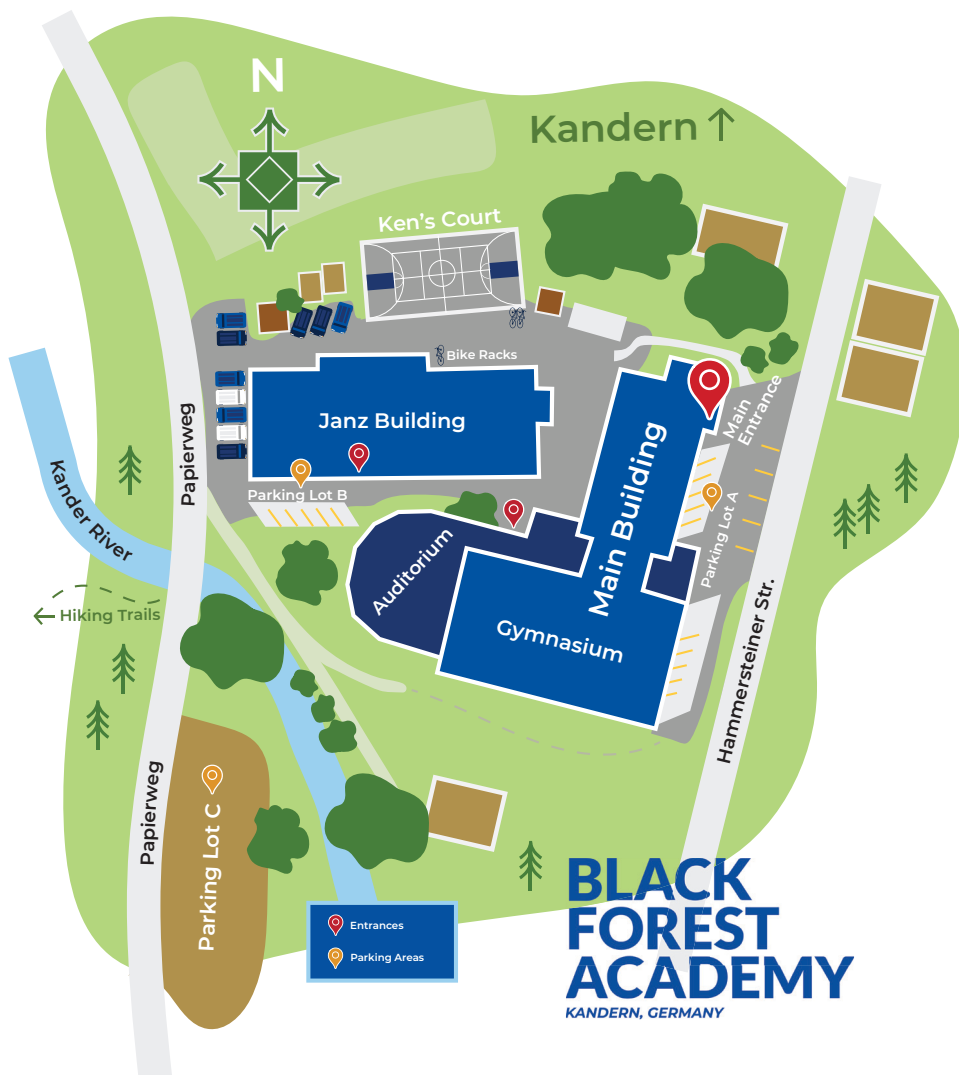 N
Kandern
Ken's Court
Bike Racks
Janz Building
Main
Entrance
Main Building
Papierweg
Parking Lot B
Parking Lot A
Kander River
Auditorium
Hiking Trails
Gymnasium
Hammersteiner Str.
Papierweg
Parking Lot C
Entrances
Parking Areas
BLACK
FOREST
ACADEMY
KANDERN, GERMANY